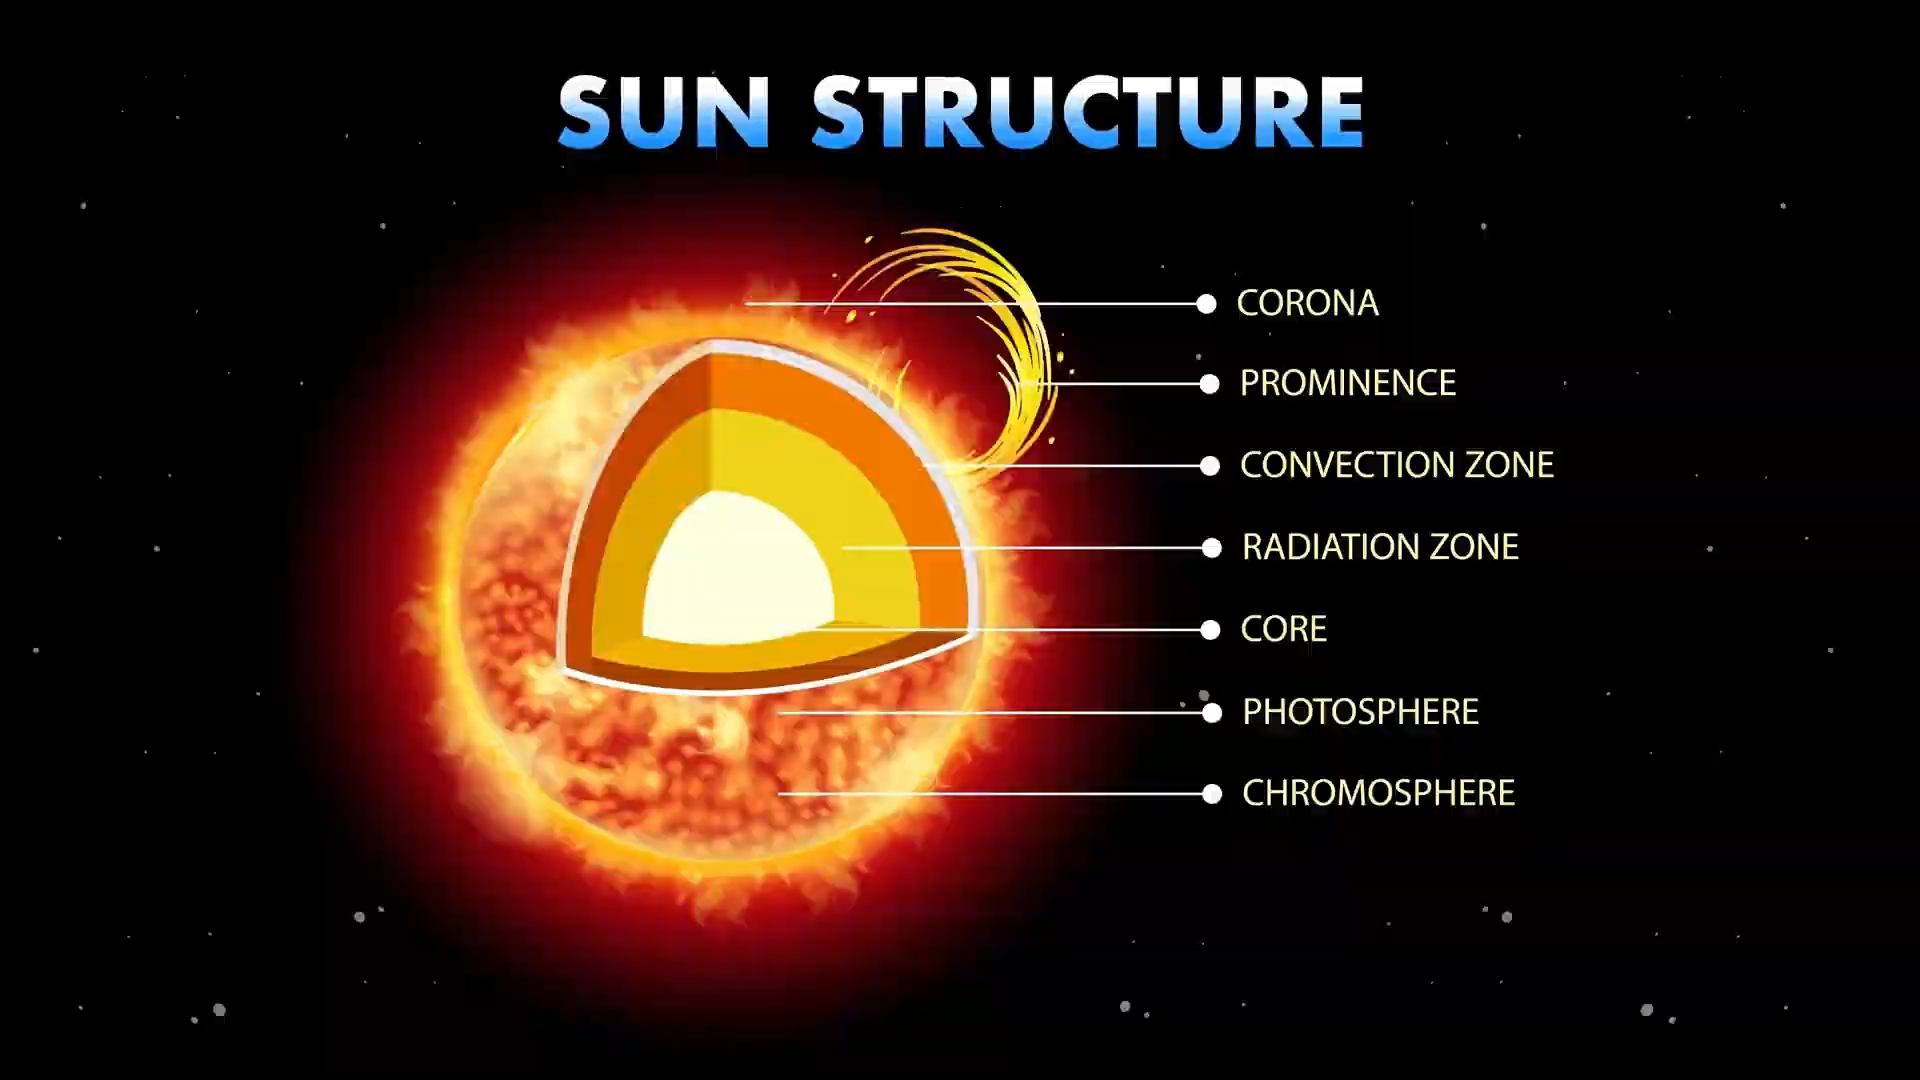 SUN STRUCTURE
CORONA
PROMINENCE
CONVECTION ZONE
RADIATION ZONE
CORE
PHOTOSPHERE
CHROMOSPHERE